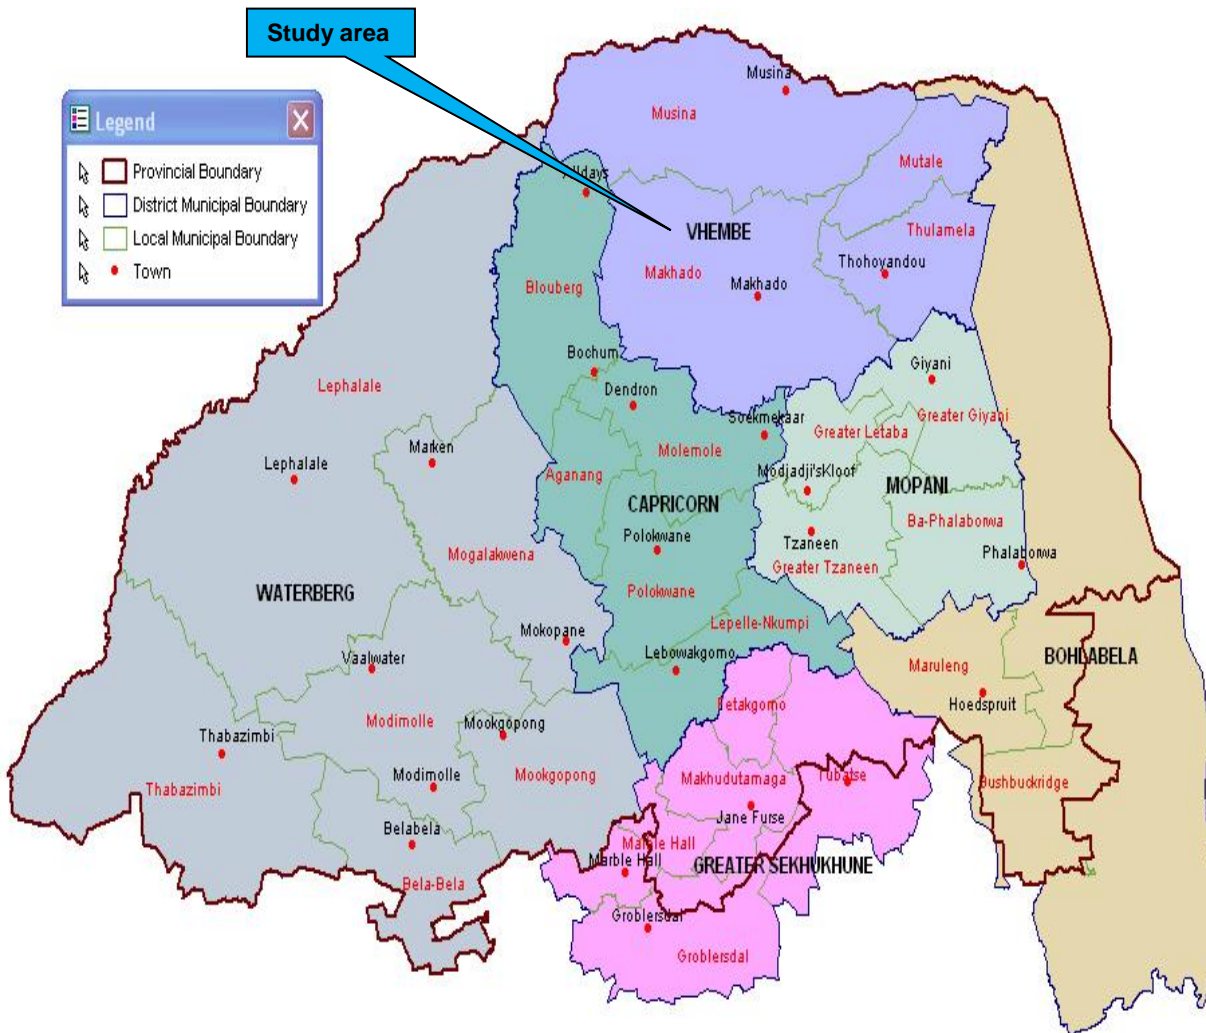 Study area
Legend
Provincial Boundary
District Municipal Boundary
Local Municipal Boundary
Town
Musina
Musina
Mutale
Alldays
VHEMBE
Thulamela
Makhado
Makhado
Thohoyandou
Blouberg
Bochum
Dendron
Giyani
Greater Giyani
Lephalale
Soekmekaar
Greater Letaba
Marken
Molemole
Lephalale
Aganang
Modjadji'sKloof
MOPANI
CAPRICORN
Ba-Phalaborwa
Polokwane
Tzaneen
Phalaborwa
Mogalakwena
Greater Tzaneen
WATERBERG
Polokwane
Lepelle-Nkumpi
Mokopane
Vaalwater
Lebowakgomo
Maruleng
BOHLABELA
Hoedspruit
Modimolle
Mookgopong
Fetakgomo
Thabazimbi
Modimolle
Mookgopong
Makhudutamaga
Tubatse
Bushbuckridge
Thabazimbi
Jane Furse
Belabela
Marble Hall
Marble Hall
GREATER SEKHUKHUNE
Bela-Bela
Groblersdal
Groblersdal